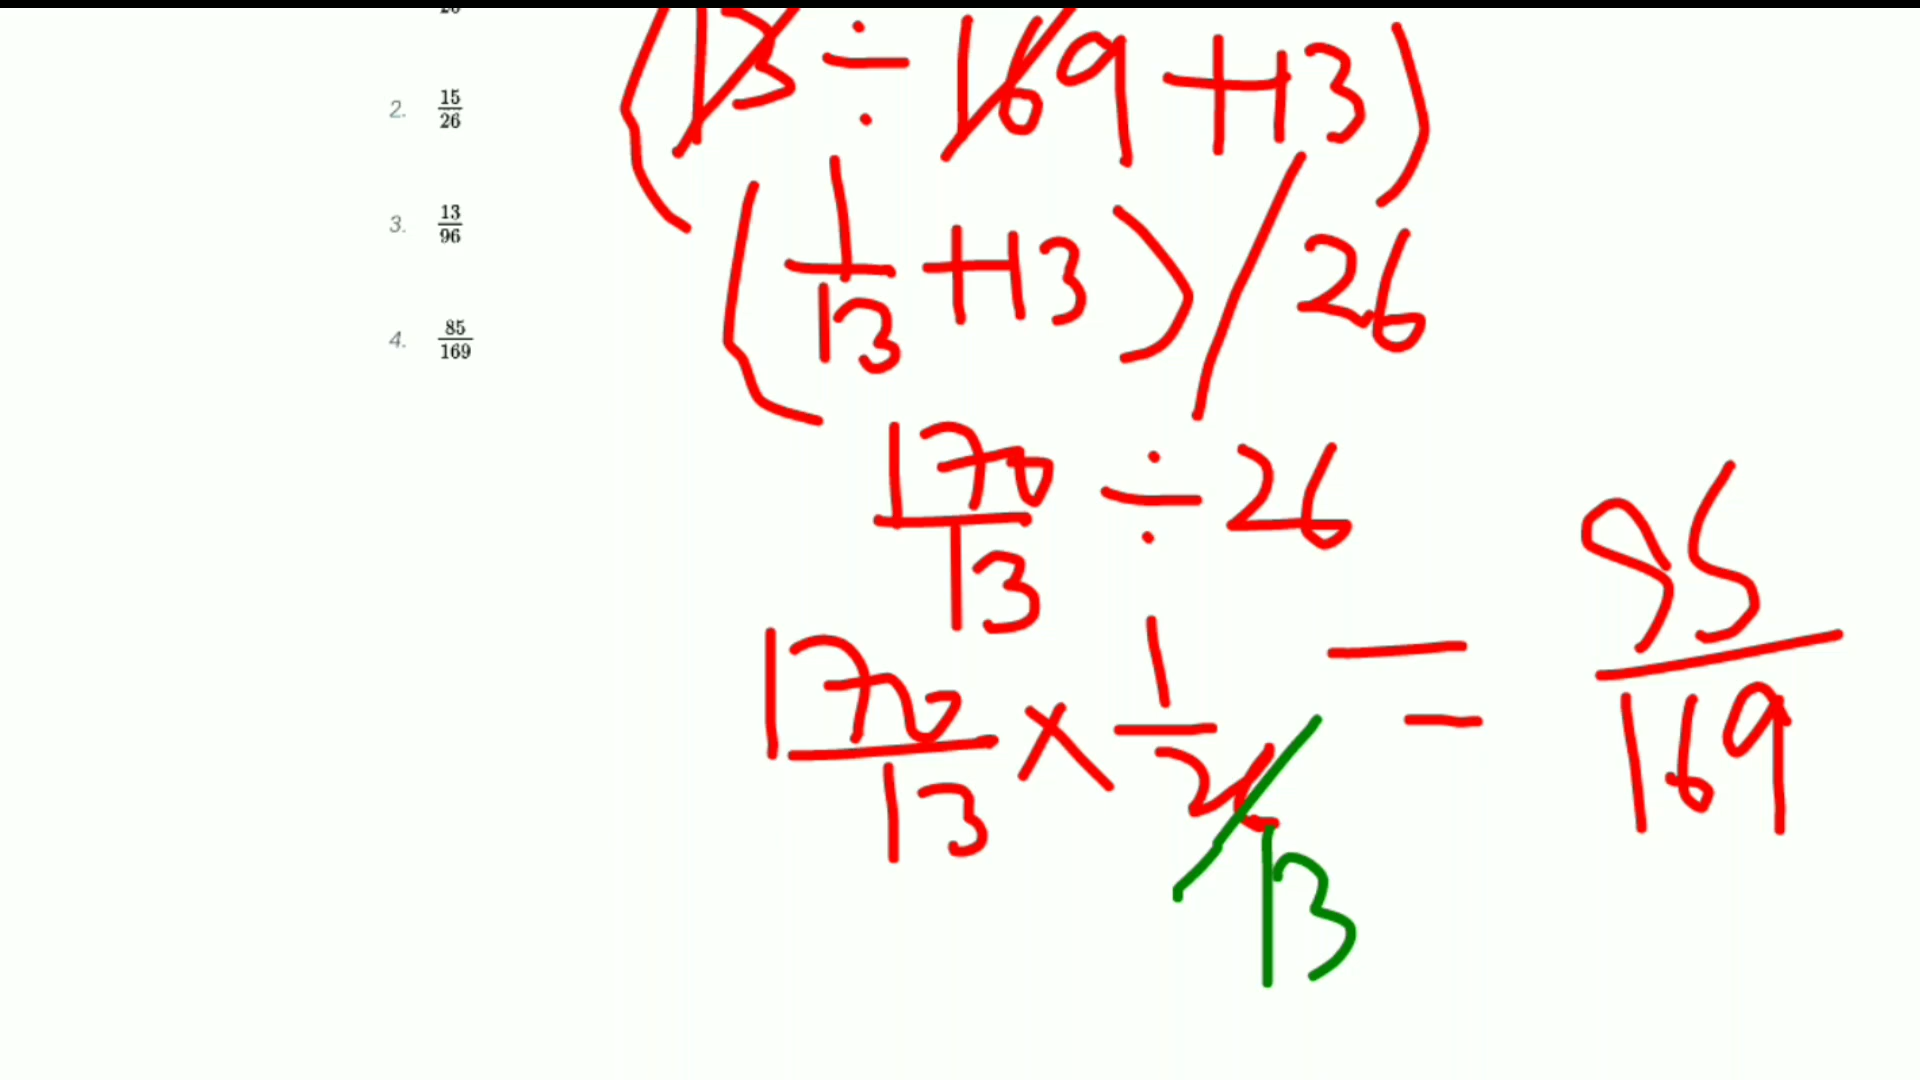 2. 15/26
3. 13/96
4. 85/169
(13 ÷ 169 + 13)
(1/13 + 13) / 26
170/13 ÷ 26
170/13 × 1/26 = 85/169
13